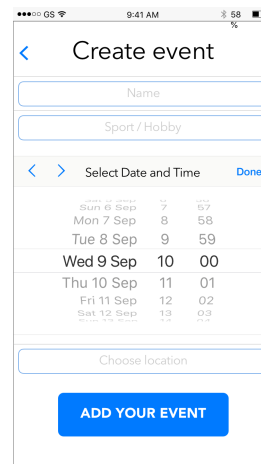 GS 9:41 AM 58
%
Create event
Name
Sport / Hobby
Select Date and Time Done
Sun 6 Sep 7 57
Mon 7 Sep 8 58
Tue 8 Sep 9 59
Wed 9 Sep 10 00
Thu 10 Sep 11 01
Fri 11 Sep 12 02
Sat 12 Sep 13 03
Choose location
ADD YOUR EVENT